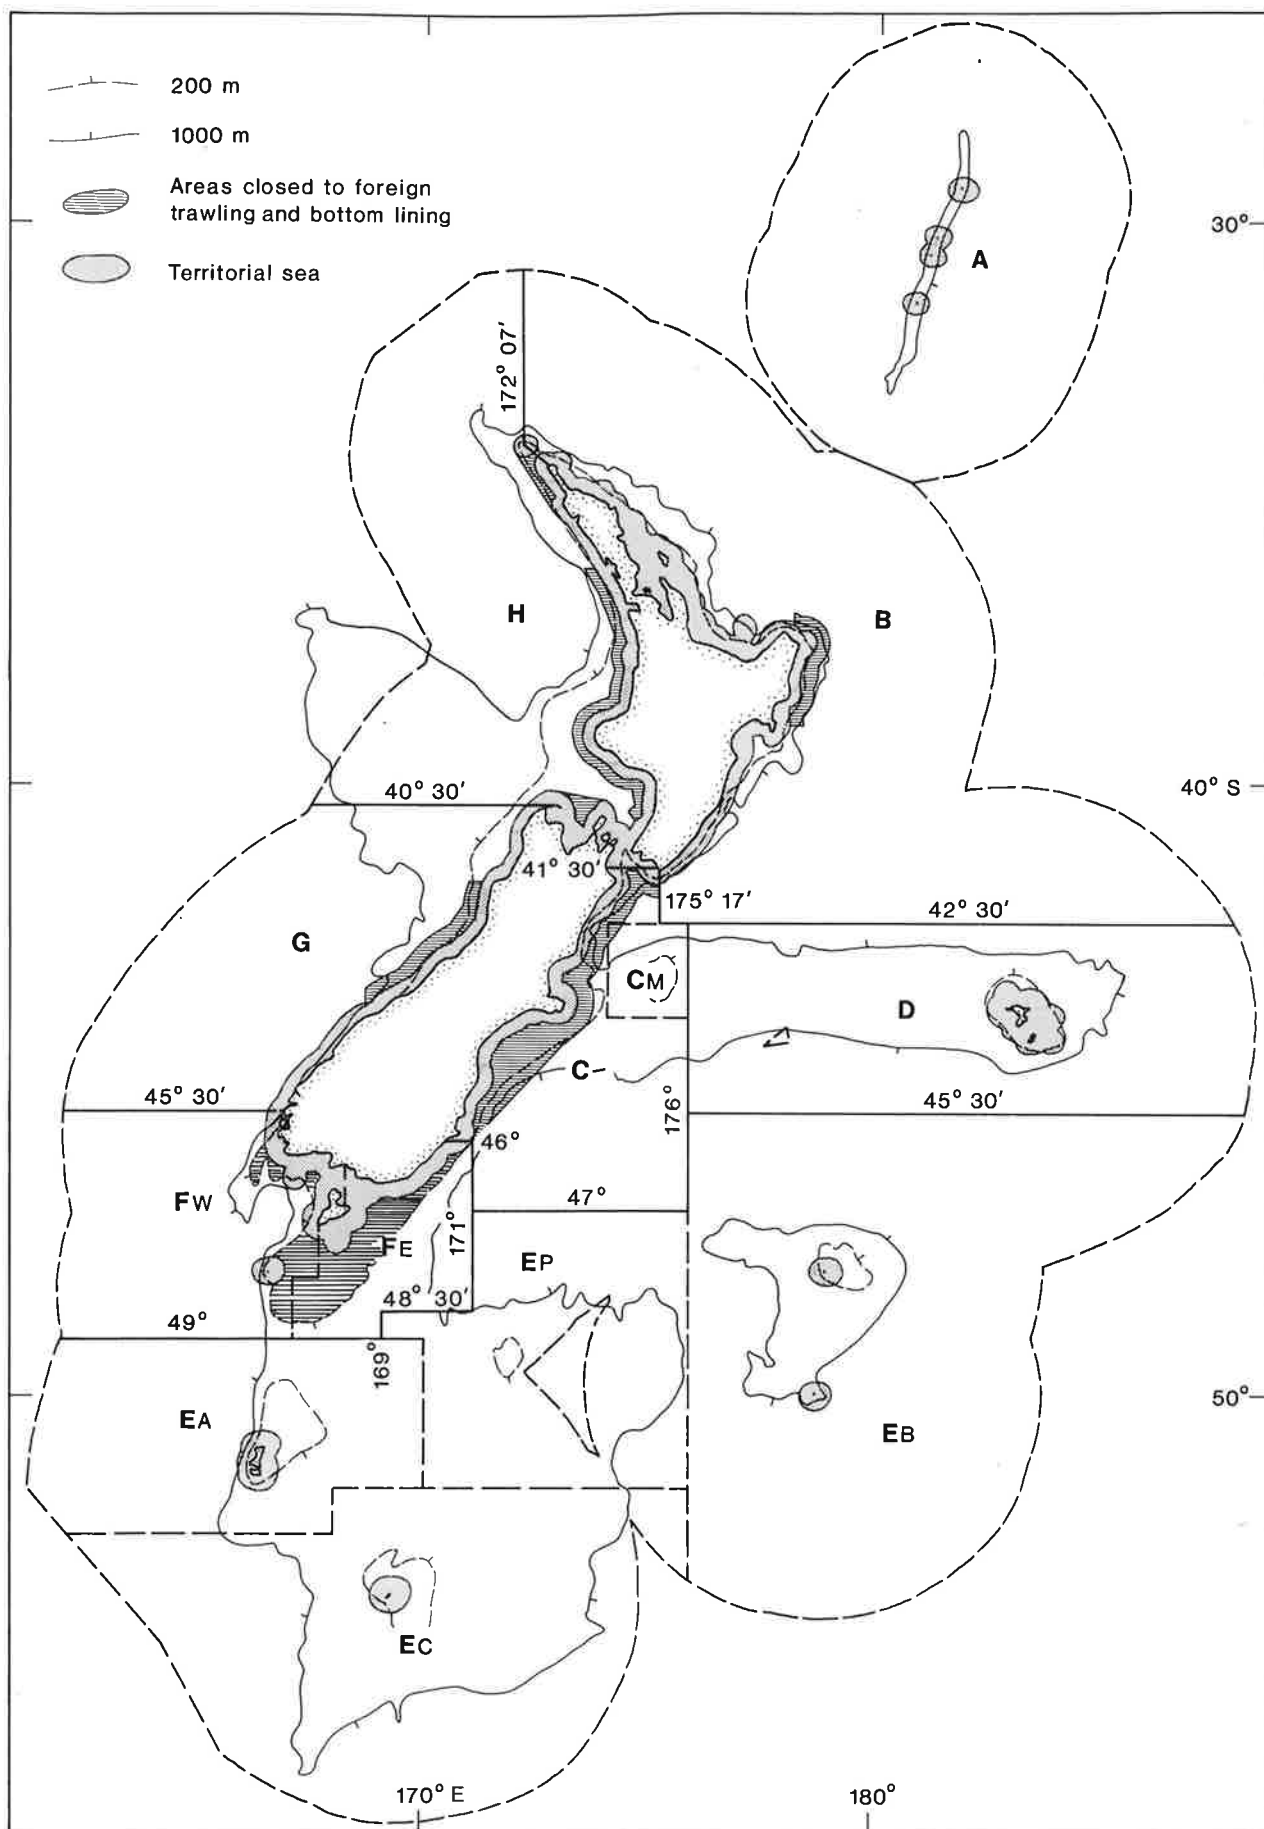 200 m
1000 m
Areas closed to foreign
trawling and bottom lining
Territorial sea
30°
A
172° 07′
H
B
40° 30′
40° S
41° 30′
175° 17′
42° 30′
G
CM
D
C
45° 30′
176°
45° 30′
46°
FW
47°
171°
FE
EP
48° 30′
49°
169°
50°
EA
EB
EC
170° E
180°